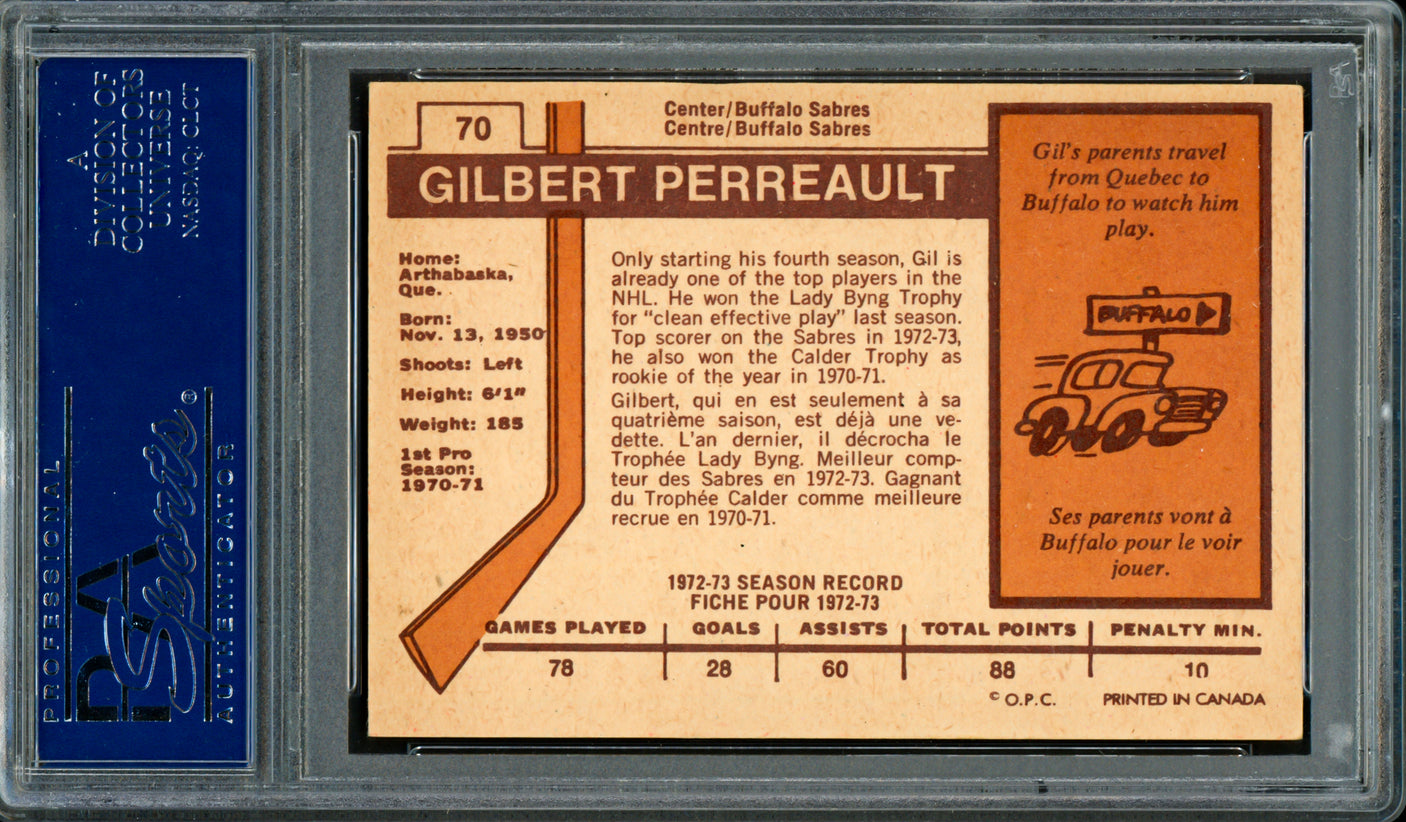 A
DIVISION OF
COLLECTORS
UNIVERSE
NASDAQ: CLCT
PROFESSIONAL
PSA
Sports®
AUTHENTICATOR
70
Center/Buffalo Sabres
Centre/Buffalo Sabres
GILBERT PERREAULT
Home:
Arthabaska,
Que.
Born:
Nov. 13, 1950
Shoots: Left
Height: 6'1"
Weight: 185
1st Pro
Season:
1970-71
Only starting his fourth season, Gil is
already one of the top players in the
NHL. He won the Lady Byng Trophy
for "clean effective play" last season.
Top scorer on the Sabres in 1972-73,
he also won the Calder Trophy as
rookie of the year in 1970-71.
Gilbert, qui en est seulement à sa
quatrième saison, est déjà une ve-
dette. L'an dernier, il décrocha le
Trophée Lady Byng. Meilleur comp-
teur des Sabres en 1972-73. Gagnant
du Trophée Calder comme meilleure
recrue en 1970-71.
Gil's parents travel
from Quebec to
Buffalo to watch him
play.
BUFFALO
Ses parents vont à
Buffalo pour le voir
jouer.
1972-73 SEASON RECORD
FICHE POUR 1972-73
GAMES PLAYED GOALS ASSISTS TOTAL POINTS PENALTY MIN.
78 28 60 88 10
© O.P.C. PRINTED IN CANADA
PSA